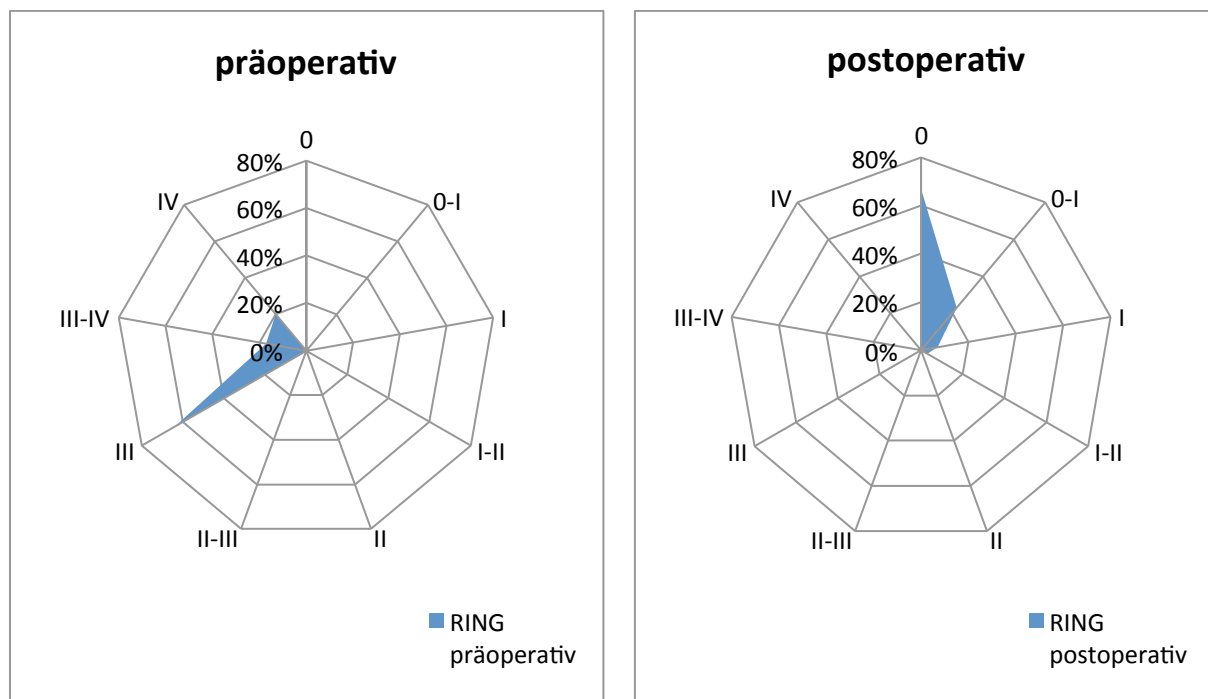 präoperativ
0
80%
IV
0-I
60%
40%
20%
III-IV
I
0%
III
I-II
II-III
II
RING
präoperativ
postoperativ
0
80%
IV
0-I
60%
40%
20%
III-IV
I
0%
III
I-II
II-III
II
RING
postoperativ